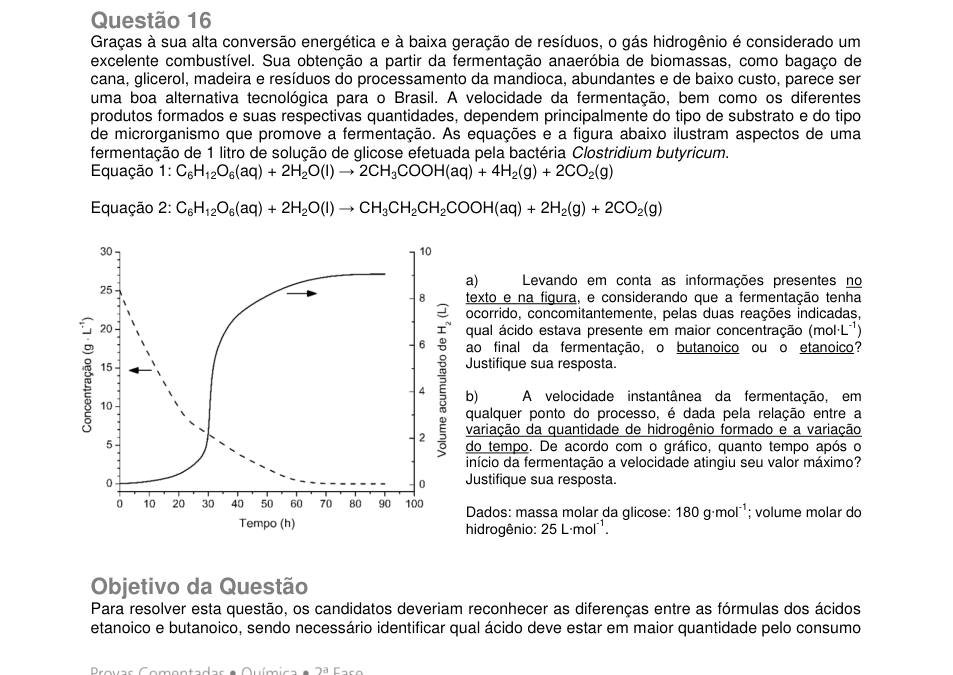 Questão 16
Graças à sua alta conversão energética e à baixa geração de resíduos, o gás hidrogênio é considerado um
excelente combustível. Sua obtenção a partir da fermentação anaeróbia de biomassas, como bagaço de
cana, glicerol, madeira e resíduos do processamento da mandioca, abundantes e de baixo custo, parece ser
uma boa alternativa tecnológica para o Brasil. A velocidade da fermentação, bem como os diferentes
produtos formados e suas respectivas quantidades, dependem principalmente do tipo de substrato e do tipo
de microrganismo que promove a fermentação. As equações e a figura abaixo ilustram aspectos de uma
fermentação de 1 litro de solução de glicose efetuada pela bactéria Clostridium butyricum.
Equação 1: C₆H₁₂O₆(aq) + 2H₂O(l) → 2CH₃COOH(aq) + 4H₂(g) + 2CO₂(g)
Equação 2: C₆H₁₂O₆(aq) + 2H₂O(l) → CH₃CH₂CH₂COOH(aq) + 2H₂(g) + 2CO₂(g)
30
25
20
15
10
5
0
Concentração (g · L⁻¹)
10
8
6
4
2
0
Volume acumulado de H₂ (L)
0 10 20 30 40 50 60 70 80 90 100
Tempo (h)
a) Levando em conta as informações presentes no
texto e na figura, e considerando que a fermentação tenha
ocorrido, concomitantemente, pelas duas reações indicadas,
qual ácido estava presente em maior concentração (mol·L⁻¹)
ao final da fermentação, o butanoico ou o etanoico?
Justifique sua resposta.
b) A velocidade instantânea da fermentação, em
qualquer ponto do processo, é dada pela relação entre a
variação da quantidade de hidrogênio formado e a variação
do tempo. De acordo com o gráfico, quanto tempo após o
início da fermentação a velocidade atingiu seu valor máximo?
Justifique sua resposta.
Dados: massa molar da glicose: 180 g·mol⁻¹; volume molar do
hidrogênio: 25 L·mol⁻¹.
Objetivo da Questão
Para resolver esta questão, os candidatos deveriam reconhecer as diferenças entre as fórmulas dos ácidos
etanoico e butanoico, sendo necessário identificar qual ácido deve estar em maior quantidade pelo consumo
Provas Comentadas • Química • 2ª Fase